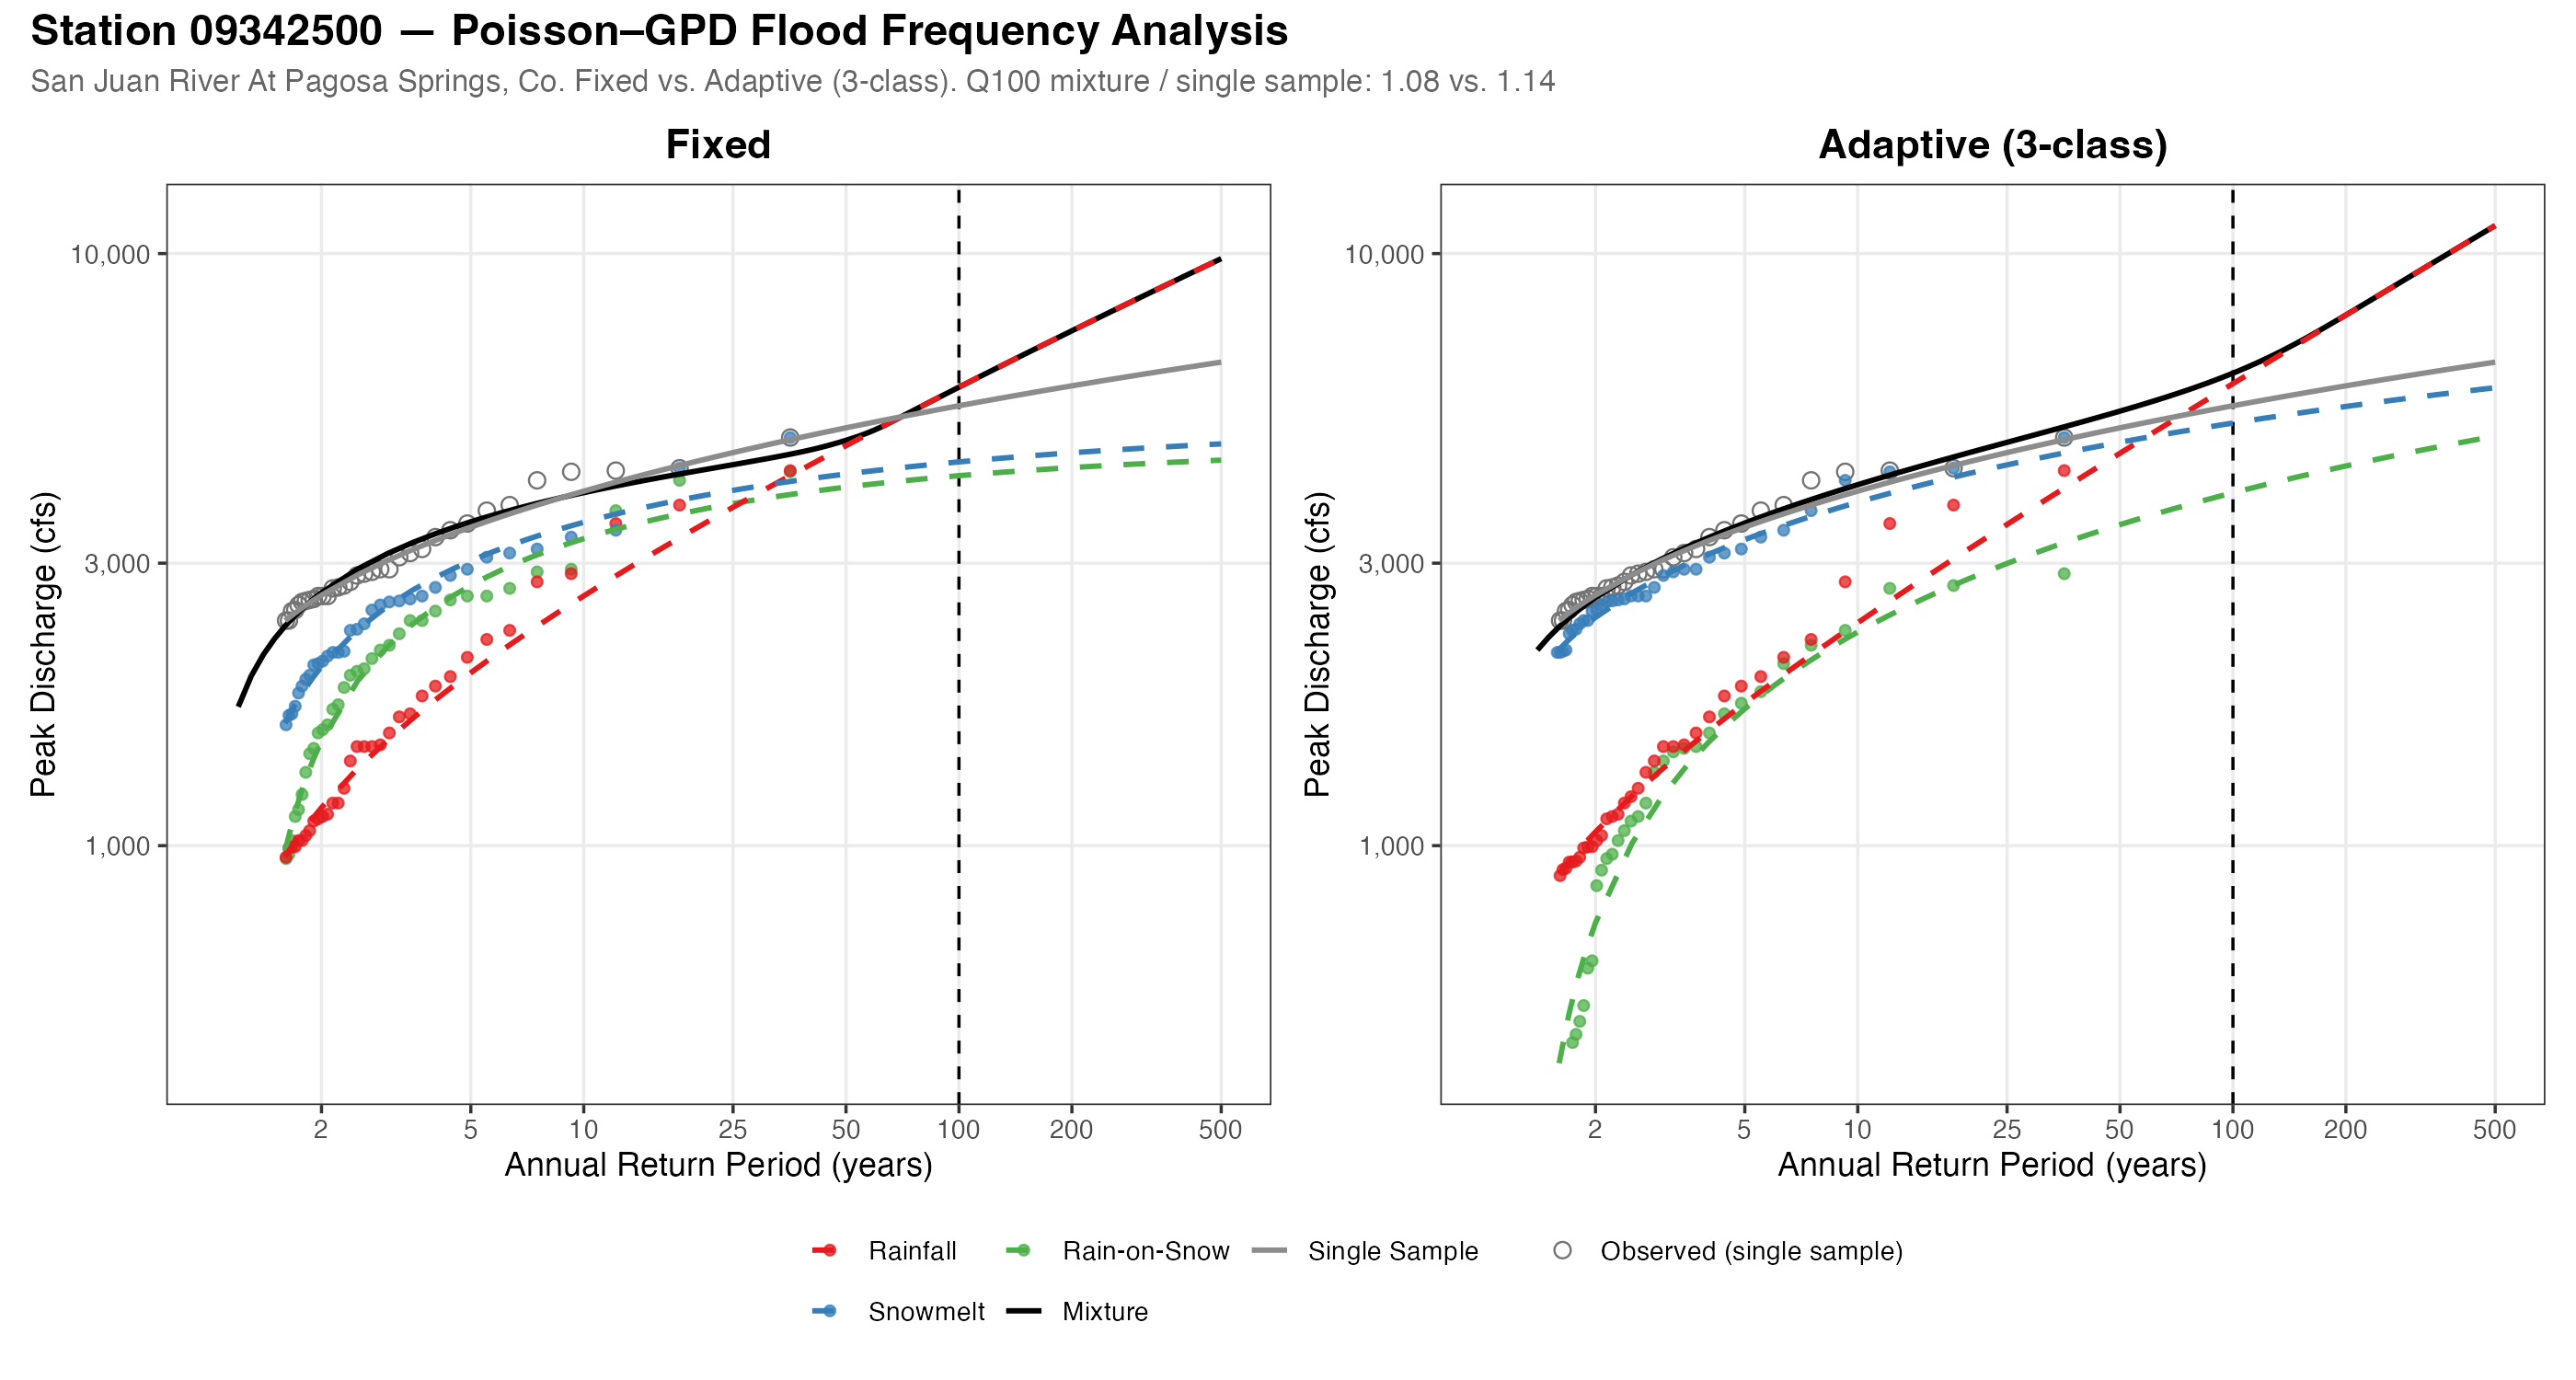 Station 09342500 — Poisson–GPD Flood Frequency Analysis
San Juan River At Pagosa Springs, Co. Fixed vs. Adaptive (3-class). Q100 mixture / single sample: 1.08 vs. 1.14
Fixed
Peak Discharge (cfs)
10,000
3,000
1,000
2 5 10 25 50 100 200 500
Annual Return Period (years)
Adaptive (3-class)
Peak Discharge (cfs)
10,000
3,000
1,000
2 5 10 25 50 100 200 500
Annual Return Period (years)
Rainfall Rain-on-Snow Single Sample Observed (single sample)
Snowmelt Mixture